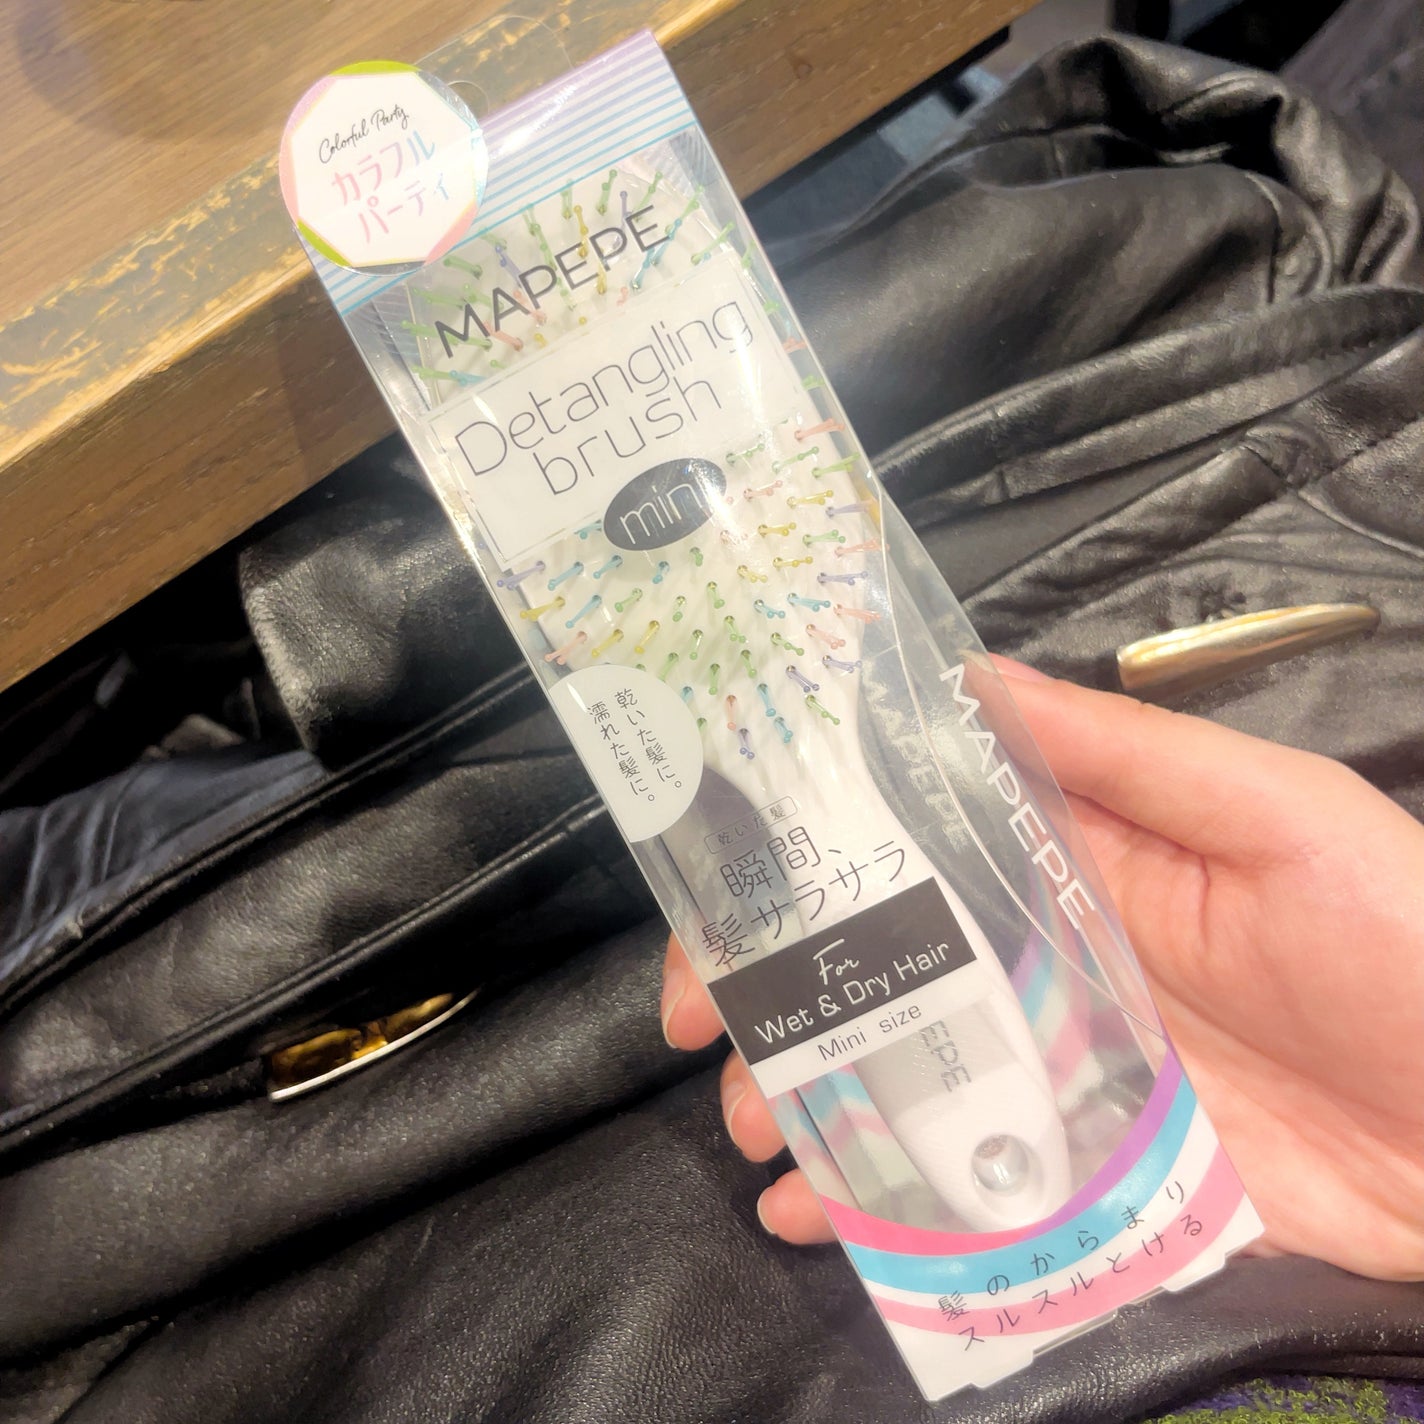 Colorful Party
カラフル
パーティ
MAPEPE
Detangling
brush
mini
乾いた髪に。
濡れた髪に。
乾いた髪
瞬間、
髪サラサラ
For
Wet & Dry Hair
Mini size
MAPEPE
髪のからまり
スルスルとける